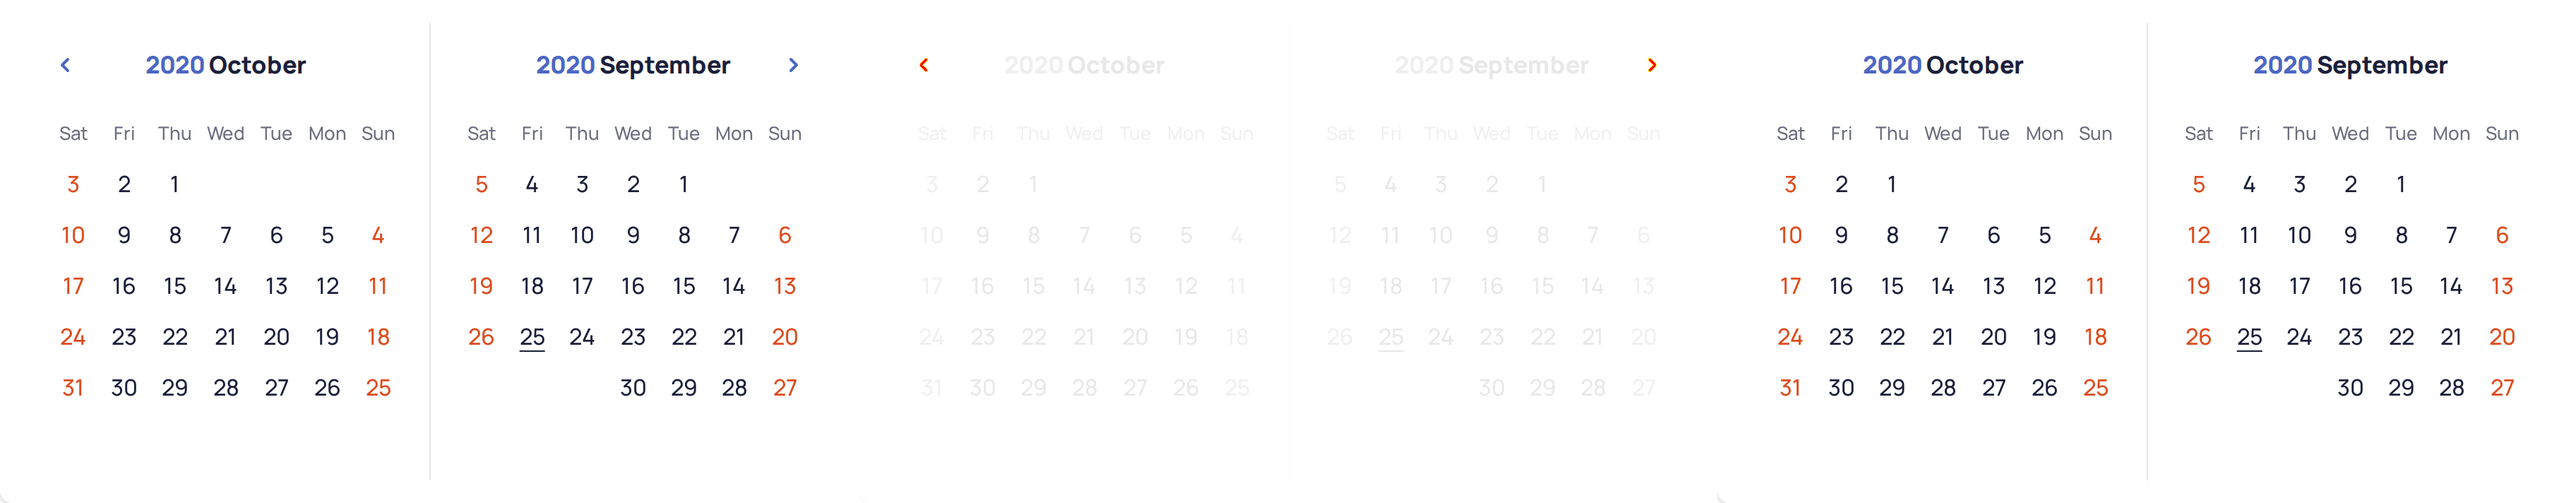 2020 October 2020 September 2020 October 2020 September 2020 October 2020 September
Sat Fri Thu Wed Tue Mon Sun Sat Fri Thu Wed Tue Mon Sun Sat Fri Thu Wed Tue Mon Sun Sat Fri Thu Wed Tue Mon Sun Sat Fri Thu Wed Tue Mon Sun Sat Fri Thu Wed Tue Mon Sun
3 2 1 5 4 3 2 1 3 2 1 5 4 3 2 1 3 2 1 5 4 3 2 1
10 9 8 7 6 5 4 12 11 10 9 8 7 6 10 9 8 7 6 5 4 12 11 10 9 8 7 6 10 9 8 7 6 5 4 12 11 10 9 8 7 6
17 16 15 14 13 12 11 19 18 17 16 15 14 13 17 16 15 14 13 12 11 19 18 17 16 15 14 13 17 16 15 14 13 12 11 19 18 17 16 15 14 13
24 23 22 21 20 19 18 26 25 24 23 22 21 20 24 23 22 21 20 19 18 26 25 24 23 22 21 20 24 23 22 21 20 19 18 26 25 24 23 22 21 20
31 30 29 28 27 26 25 30 29 28 27 31 30 29 28 27 26 25 30 29 28 27 31 30 29 28 27 26 25 30 29 28 27